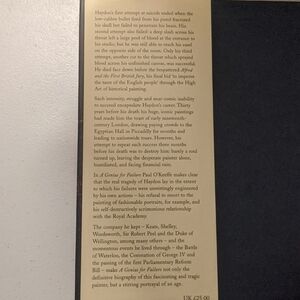 Haydon's first attempt at suicide ended when the
low-calibre bullet fired from his pistol fractured
his skull but failed to penetrate his brain. His
second attempt also failed: a deep slash across his
throat left a large pool of blood at the entrance to
his studio, but he was still able to reach his easel
on the opposite side of the room. Only his third
attempt, another cut to the throat which sprayed
blood across his unfinished canvas, was successful.
He died face down before the bespattered Alfred
and the First British Jury, his final bid 'to improve
the taste of the English people' through the High
Art of historical painting.
Such intensity, struggle and near-comic inability
to succeed encapsulate Haydon's career. Thirty
years before his death his huge, iconic paintings
had made him the toast of early nineteenth-
century London, drawing paying crowds to the
Egyptian Hall in Piccadilly for months and
leading to nationwide tours. However, his
attempt to repeat such success three months
before his death was to destroy him: barely a soul
turned up, leaving the desperate painter alone,
humiliated, and facing financial ruin.
In A Genius for Failure Paul O'Keeffe makes
clear that the real tragedy of Haydon lay in the extent
to which his failures were unwittingly engineered
by his own actions – his refusal to resort to the
painting of fashionable portraits, for example, and
his self-destructively acrimonious relationship
with the Royal Academy.
The company he kept – Keats, Shelley,
Wordsworth, Sir Robert Peel and the Duke of
Wellington, among many others – and the
momentous events he lived through – the Battle
of Waterloo, the Coronation of George IV and
the passing of the first Parliamentary Reform
Bill – make A Genius for Failure not only the
definitive biography of this fascinating and tragic
painter, but a stirring portrayal of an age.
UK £25.00